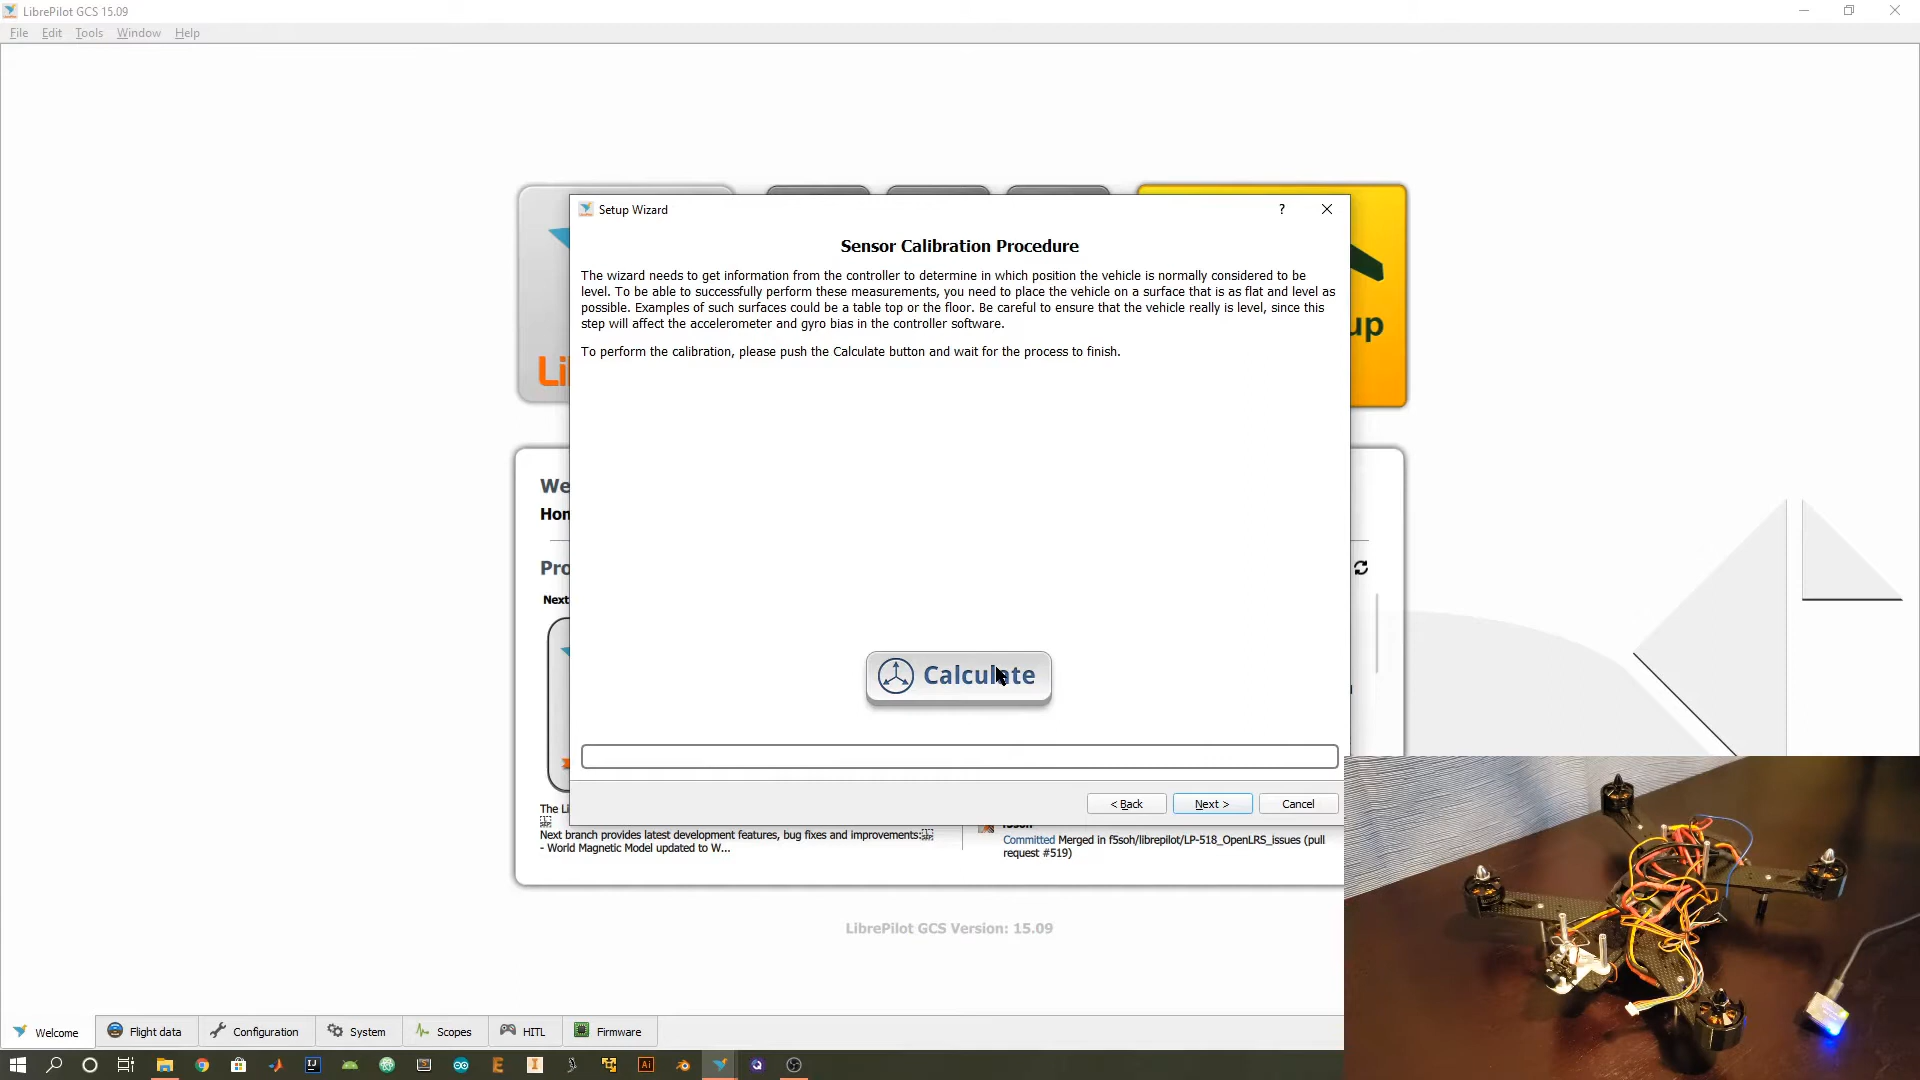 LibrePilot GCS 15.09
File Edit Tools Window Help
Setup Wizard
?
Sensor Calibration Procedure
The wizard needs to get information from the controller to determine in which position the vehicle is normally considered to be
level. To be able to successfully perform these measurements, you need to place the vehicle on a surface that is as flat and level as
possible. Examples of such surfaces could be a table top or the floor. Be careful to ensure that the vehicle really is level, since this
step will affect the accelerometer and gyro bias in the controller software.
To perform the calibration, please push the Calculate button and wait for the process to finish.
Li
up
We
Hon
Pro
Next
Calculate
< Back
Next >
Cancel
The Li
Next branch provides latest development features, bug fixes and improvements:
- World Magnetic Model updated to W...
f5soh
Committed Merged in f5soh/librepilot/LP-518_OpenLRS_issues (pull
request #519)
LibrePilot GCS Version: 15.09
Welcome
Flight data
Configuration
System
Scopes
HITL
Firmware
IJ
E
I
Ai